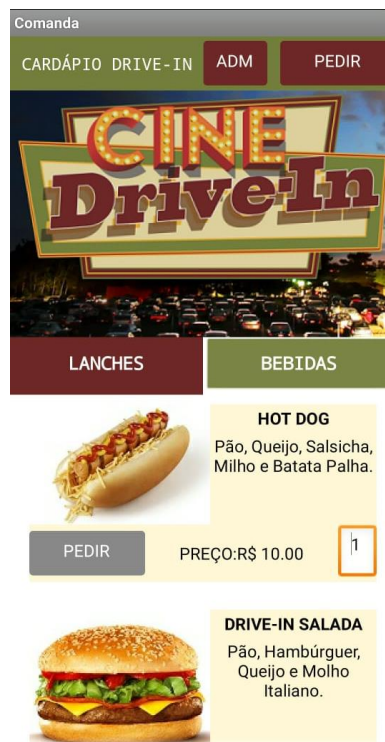 Comanda
CARDÁPIO DRIVE-IN ADM PEDIR
CINE
Drive-In
LANCHES BEBIDAS
HOT DOG
Pão, Queijo, Salsicha,
Milho e Batata Palha.
PEDIR PREÇO:R$ 10.00 1
DRIVE-IN SALADA
Pão, Hambúrguer,
Queijo e Molho
Italiano.